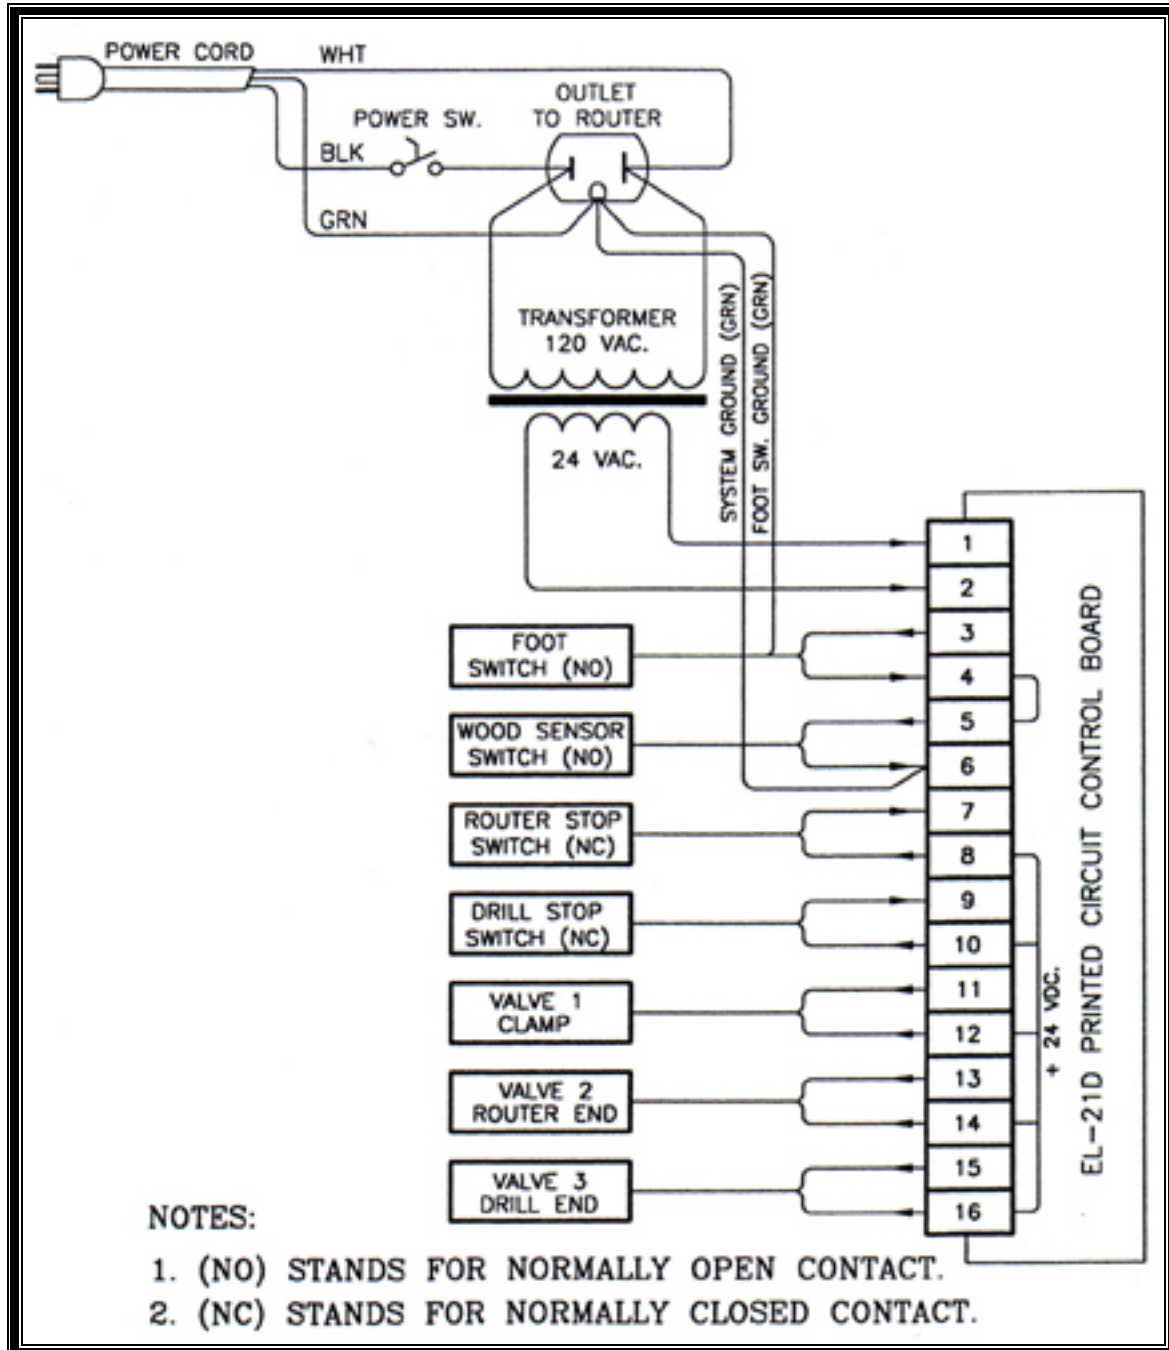 POWER CORD
WHT
OUTLET
TO ROUTER
POWER SW.
BLK
GRN
TRANSFORMER
120 VAC.
24 VAC.
SYSTEM GROUND (GRN)
FOOT SW. GROUND (GRN)
1
2
FOOT
SWITCH (NO)
3
4
WOOD SENSOR
SWITCH (NO)
5
6
ROUTER STOP
SWITCH (NC)
7
8
DRILL STOP
SWITCH (NC)
9
10
VALVE 1
CLAMP
11
12
VALVE 2
ROUTER END
13
14
VALVE 3
DRILL END
15
16
+ 24 VDC.
EL-21D PRINTED CIRCUIT CONTROL BOARD
NOTES:
1. (NO) STANDS FOR NORMALLY OPEN CONTACT.
2. (NC) STANDS FOR NORMALLY CLOSED CONTACT.